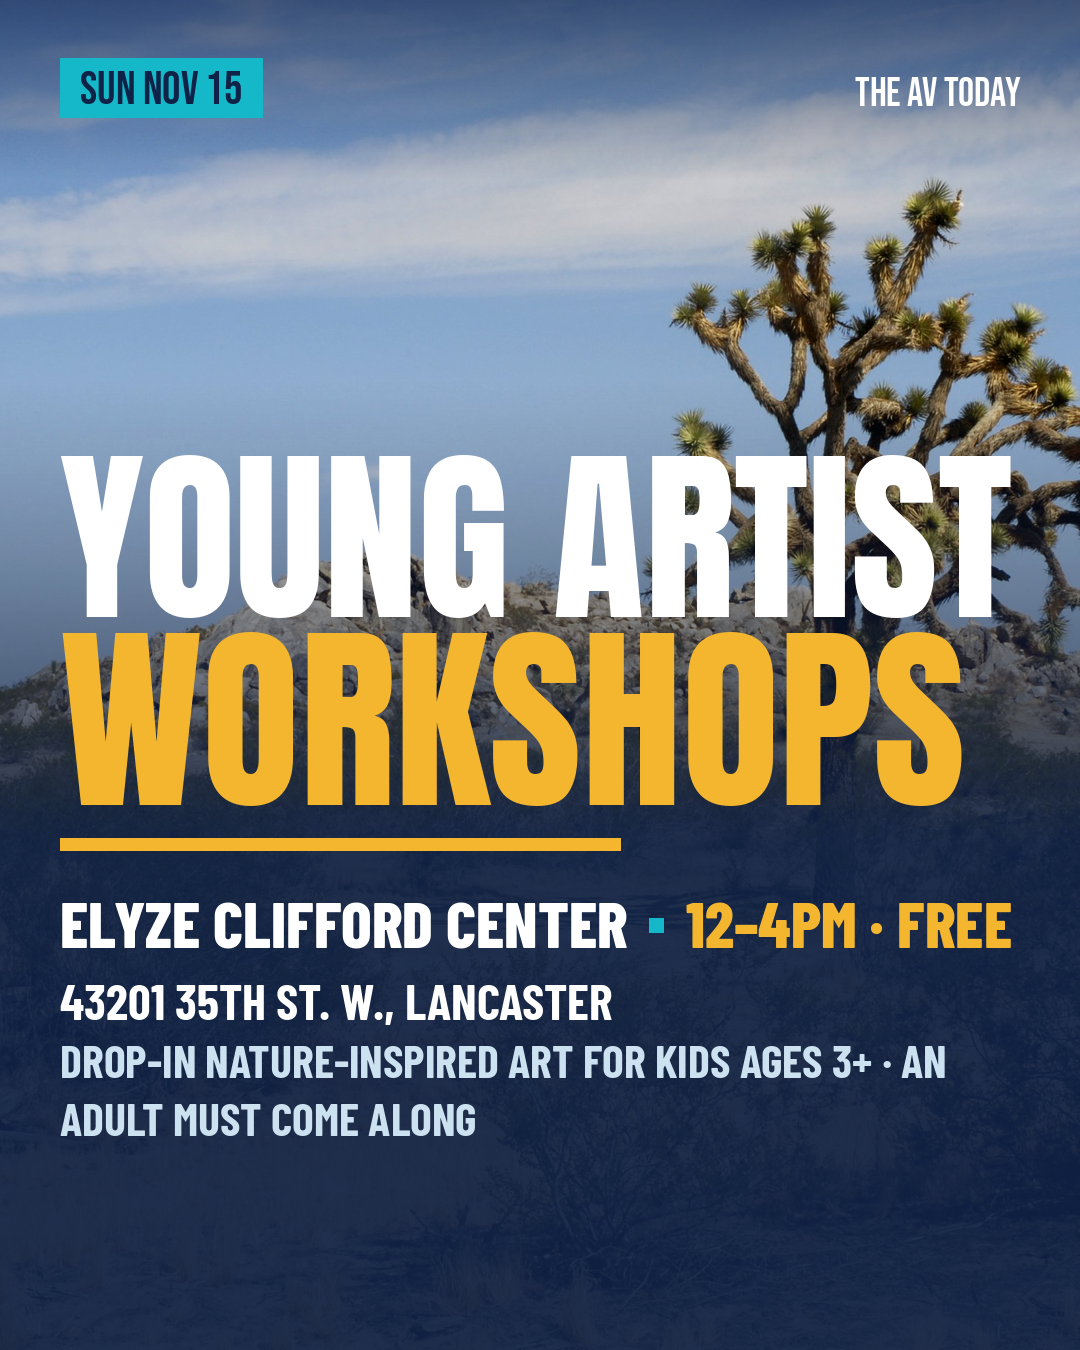 SUN NOV 15
THE AV TODAY
YOUNG ARTIST
WORKSHOPS
ELYZE CLIFFORD CENTER ▪ 12–4PM · FREE
43201 35TH ST. W., LANCASTER
DROP-IN NATURE-INSPIRED ART FOR KIDS AGES 3+ · AN
ADULT MUST COME ALONG